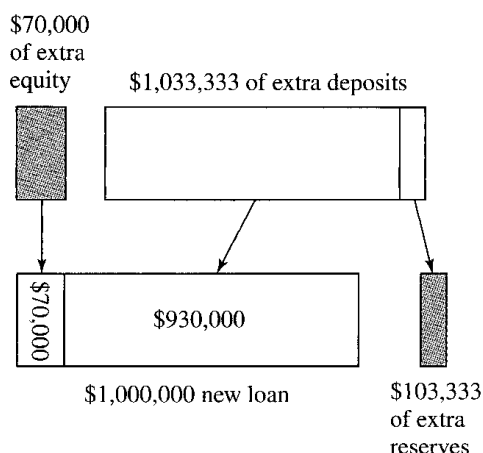 $70,000
of extra
equity
$1,033,333 of extra deposits
$70,000
$930,000
$1,000,000 new loan
$103,333
of extra
reserves